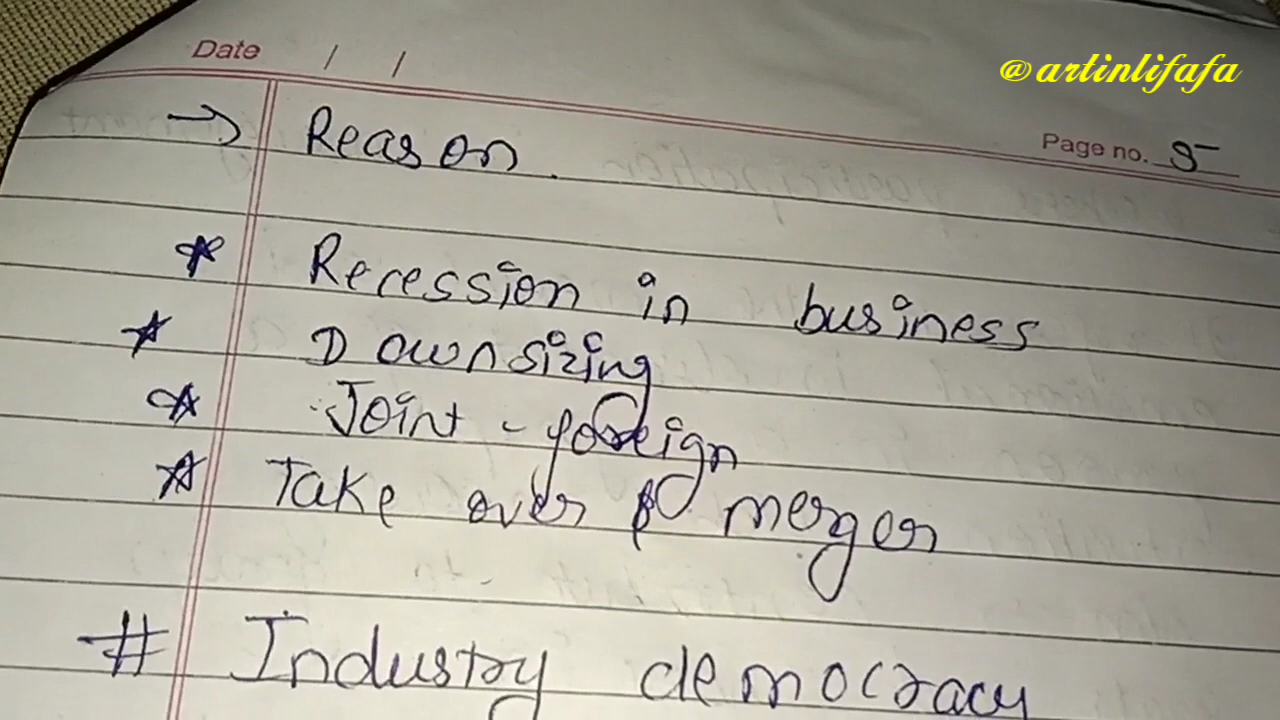 Date / /
@artinlifafa
Page no. 5
→ Reason
* Recession in business
* Downsizing
* Joint - foreign
* Take over & merger
# Industry democracy